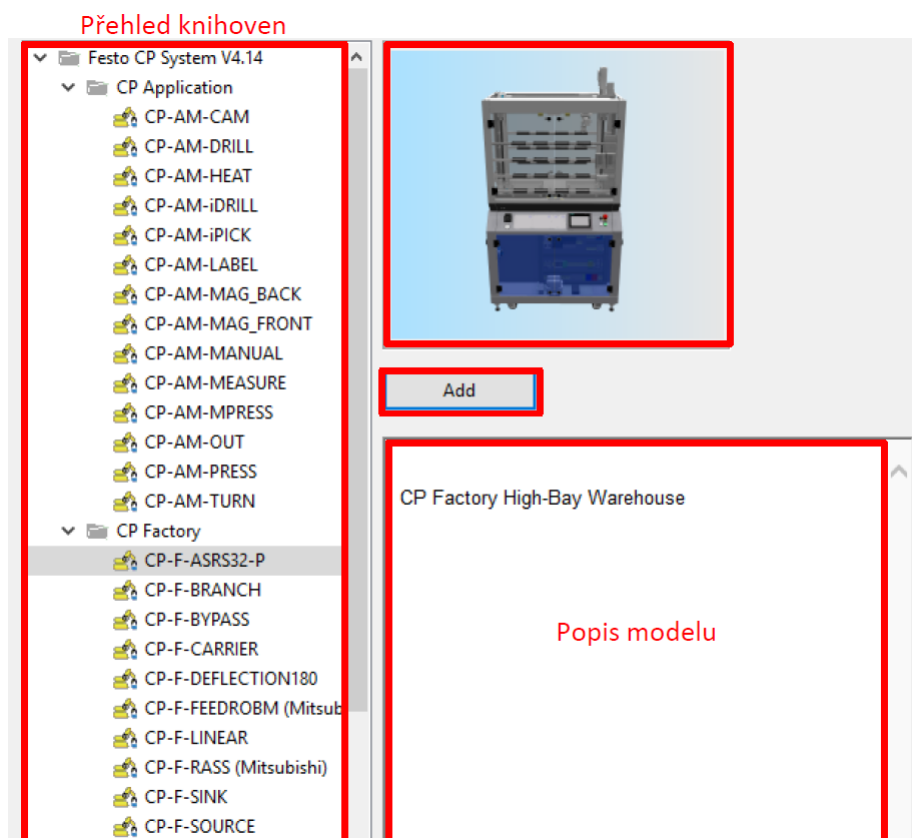 Přehled knihoven
Festo CP System V4.14
CP Application
CP-AM-CAM
CP-AM-DRILL
CP-AM-HEAT
CP-AM-iDRILL
CP-AM-iPICK
CP-AM-LABEL
CP-AM-MAG_BACK
CP-AM-MAG_FRONT
CP-AM-MANUAL
CP-AM-MEASURE
CP-AM-MPRESS
CP-AM-OUT
CP-AM-PRESS
CP-AM-TURN
CP Factory
CP-F-ASRS32-P
CP-F-BRANCH
CP-F-BYPASS
CP-F-CARRIER
CP-F-DEFLECTION180
CP-F-FEEDROBM (Mitsub
CP-F-LINEAR
CP-F-RASS (Mitsubishi)
CP-F-SINK
CP-F-SOURCE
Add
CP Factory High-Bay Warehouse
Popis modelu